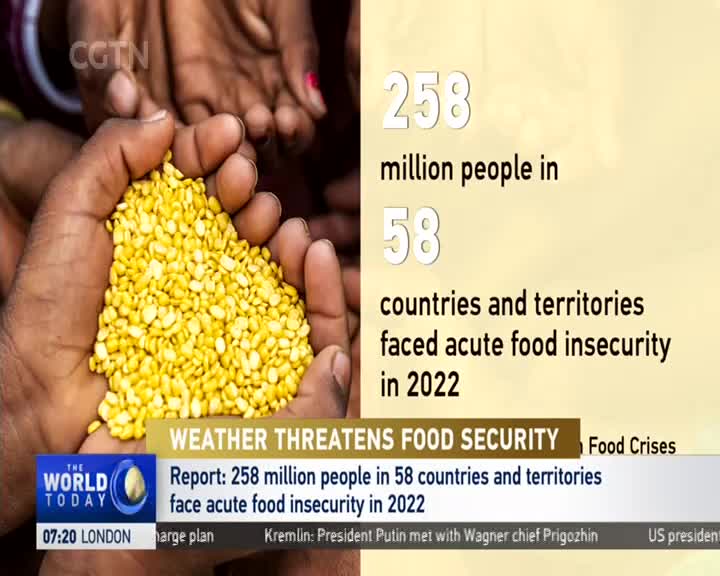 CGTN
258
million people in
58
countries and territories
faced acute food insecurity
in 2022
Food Crises
WEATHER THREATENS FOOD SECURITY
THE
WORLD
TODAY
Report: 258 million people in 58 countries and territories
face acute food insecurity in 2022
07:20 LONDON
harge plan Kremlin: President Putin met with Wagner chief Prigozhin US president